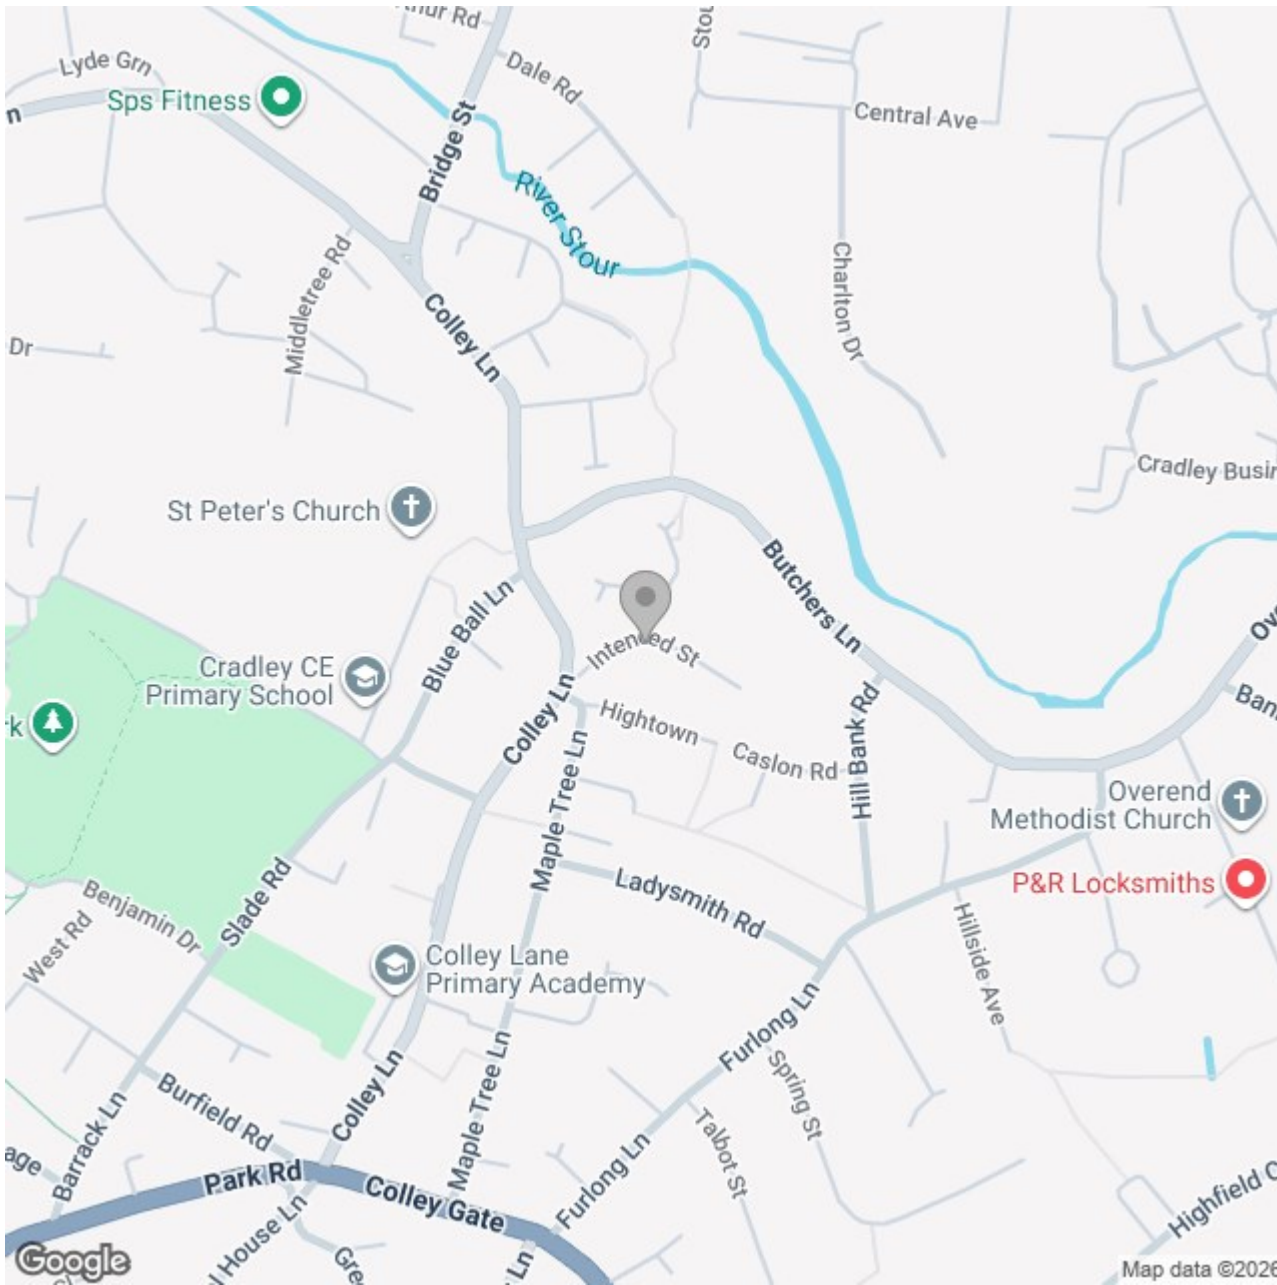 Lyde Grn
Sps Fitness
Bridge St
Dale Rd
Central Ave
River Stour
Middletree Rd
Colley Ln
Charlton Dr
Dr
St Peter's Church
Butchers Ln
Blue Ball Ln
Intended St
Cradley CE
Primary School
Colley Ln
Hightown
Caslon Rd
Hill Bank Rd
Maple Tree Ln
Overend
Methodist Church
P&R Locksmiths
Ladysmith Rd
Slade Rd
Benjamin Dr
West Rd
Colley Lane
Primary Academy
Hillside Ave
Furlong Ln
Spring St
Colley Ln
Maple Tree Ln
Talbot St
Burfield Rd
Barrack Ln
Furlong Ln
Park Rd
Colley Gate
House Ln
Ln
Google
Map data ©2026